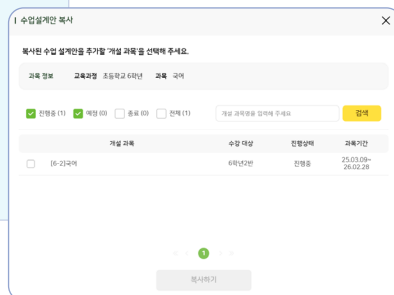 수업설계안 복사
복사된 수업 설계안을 추가할 '개설 과목'을 선택해 주세요.
과목 정보 교육과정 초등학교 6학년 과목 국어
진행중 (1) 예정 (0) 종료 (0) 전체 (1) 개설 과목명을 입력해 주세요 검색
개설 과목 수강 대상 진행상태 과목기간
[6-2]국어 6학년2반 진행중 25.03.09~
26.02.28
1
복사하기